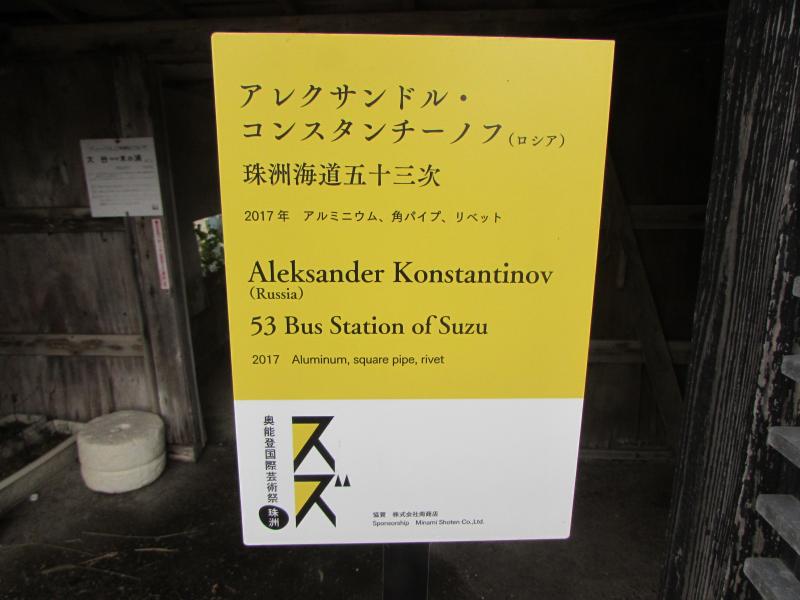 アレクサンドル・
コンスタンチーノフ(ロシア)
珠洲海道五十三次
2017年 アルミニウム、角パイプ、リベット
Aleksander Konstantinov
(Russia)
53 Bus Station of Suzu
2017 Aluminum, square pipe, rivet
奥能登国際芸術祭
珠洲
スズ
協賛 株式会社南商店
Sponsorship Minami Shoten Co.,Ltd.